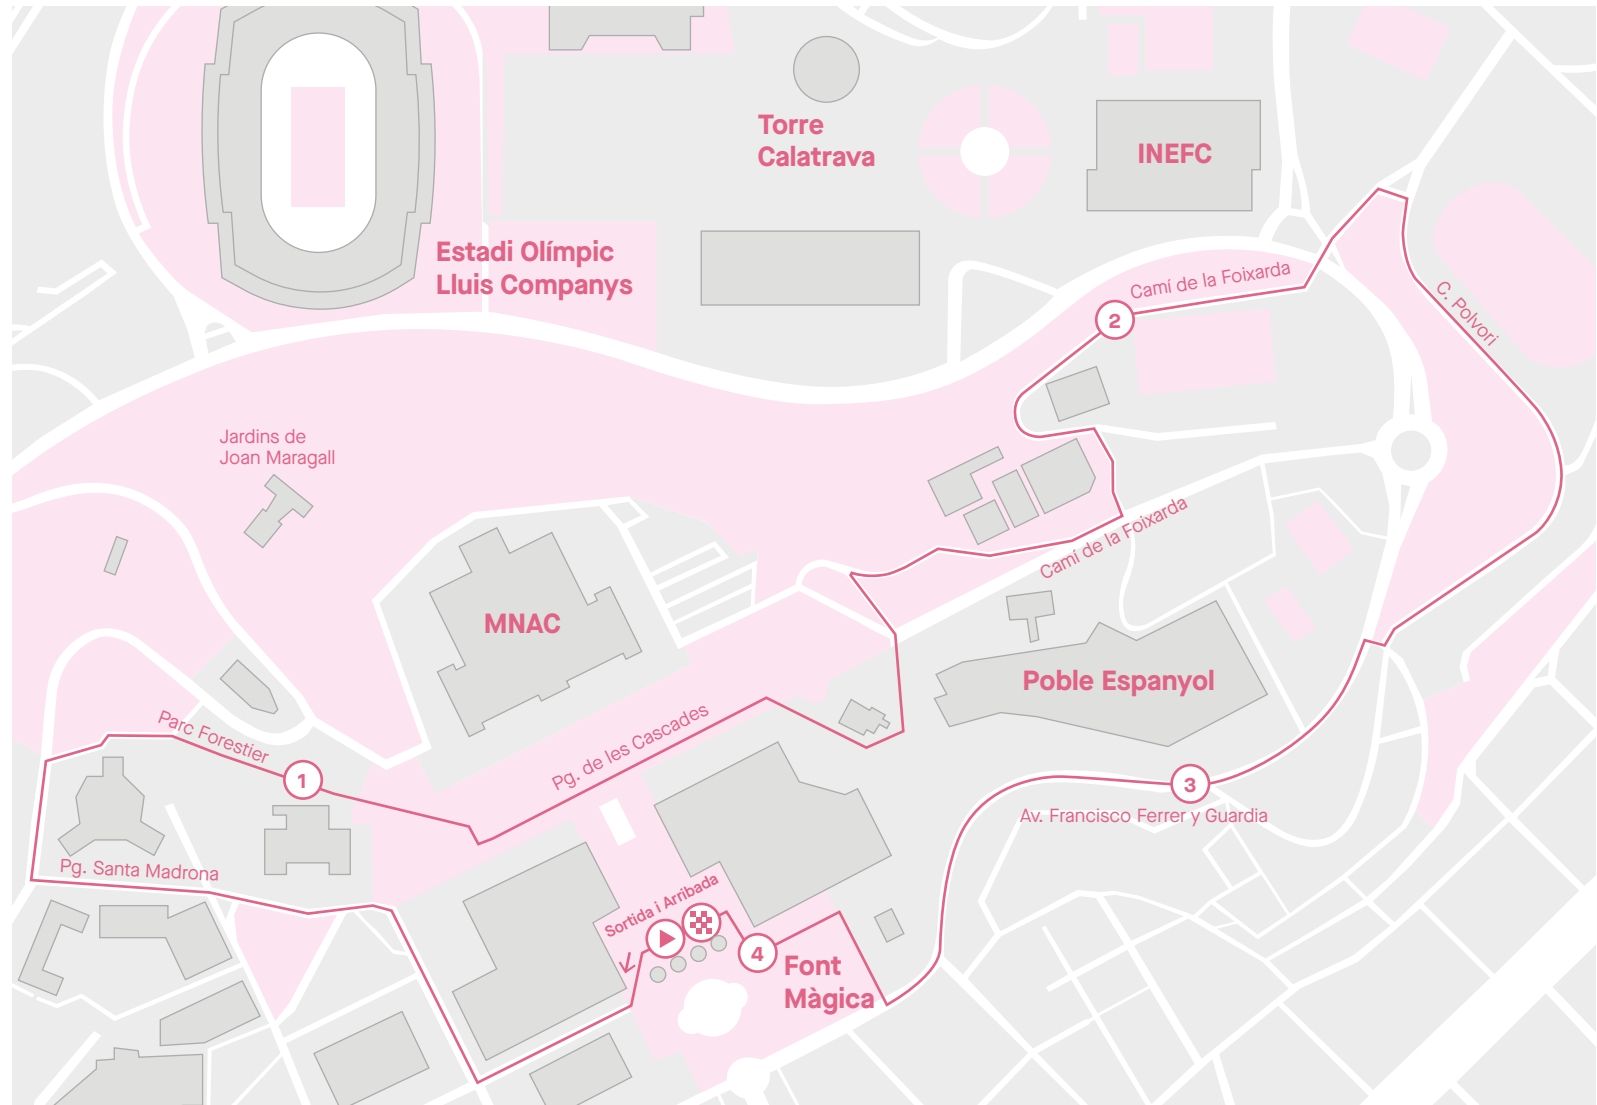 Torre
Calatrava
INEFC
Estadi Olímpic
Lluis Companys
Camí de la Foixarda
2
C. Polvori
Jardins de
Joan Maragall
Camí de la Foixarda
MNAC
Poble Espanyol
Parc Forestier
1
Pg. de les Cascades
3
Av. Francisco Ferrer y Guardia
Pg. Santa Madrona
Sortida i Arribada
4
Font
Màgica